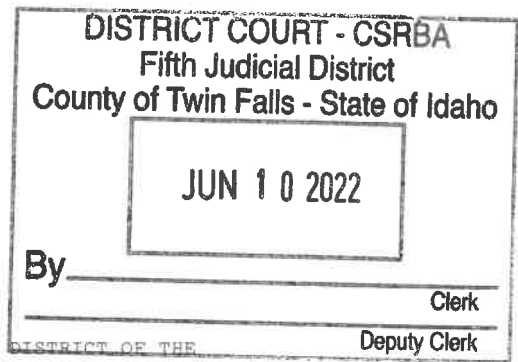 DISTRICT COURT - CSRBA
Fifth Judicial District
County of Twin Falls - State of Idaho
JUN 10 2022
By
Clerk
DISTRICT OF THE
Deputy Clerk